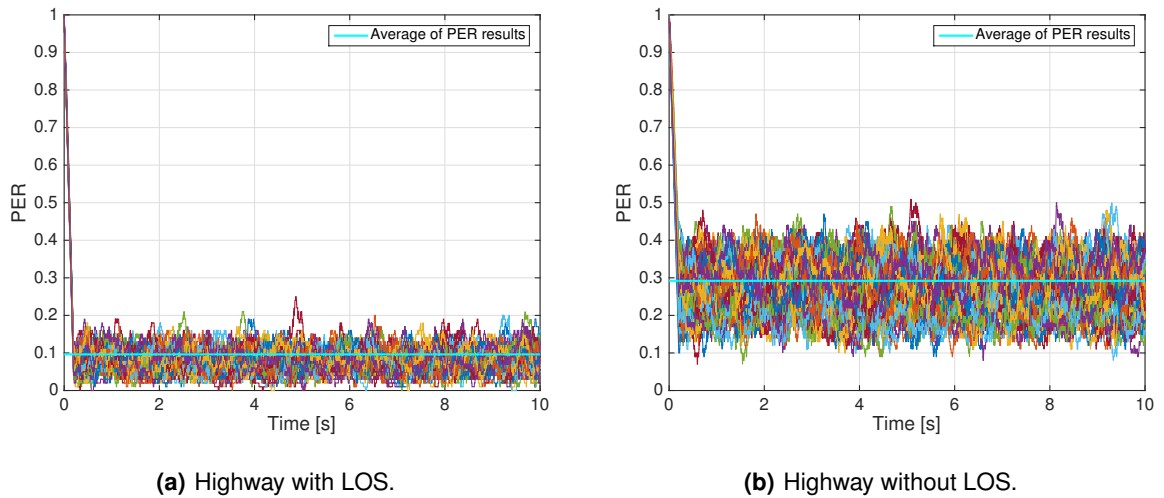 1
0.9
0.8
0.7
0.6
0.5
0.4
0.3
0.2
0.1
0
PER
Average of PER results
0 2 4 6 8 10
Time [s]
(a) Highway with LOS.
1
0.9
0.8
0.7
0.6
0.5
0.4
0.3
0.2
0.1
0
PER
Average of PER results
0 2 4 6 8 10
Time [s]
(b) Highway without LOS.